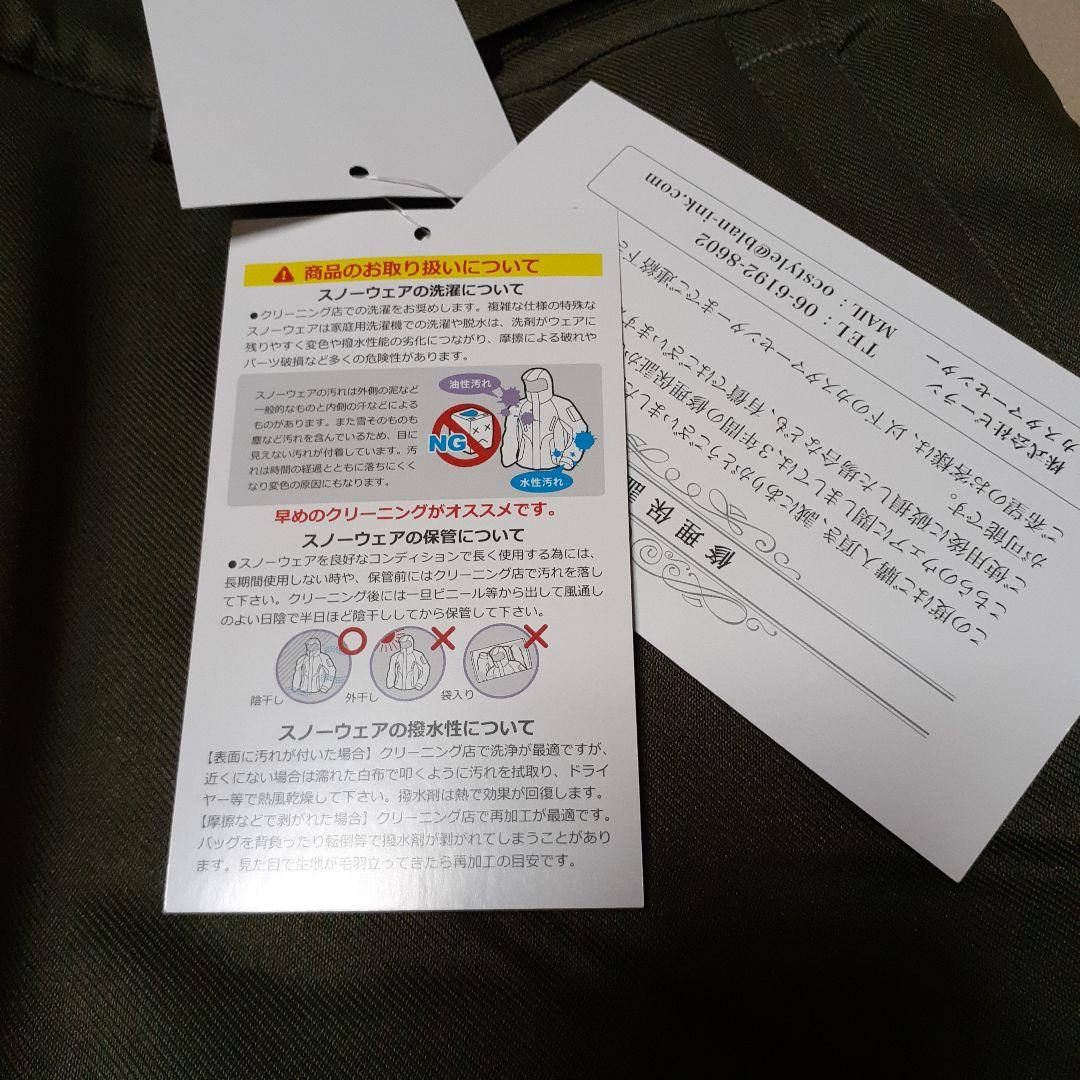 商品のお取り扱いについて
スノーウェアの洗濯について
●クリーニング店での洗濯をお奨めします。複雑な仕様の特殊な
スノーウェアは家庭用洗濯機での洗濯や脱水は、洗剤がウェアに
残りやすく変色や撥水性能の劣化につながり、摩擦による破れや
パーツ破損など多くの危険性があります。
スノーウェアの汚れは外側の泥など
一般的なものと内側の汗などによる
ものがあります。また雪そのものも
塵など汚れを含んでいるため、目に
見えない汚れが付着しています。汚
れは時間の経過とともに落ちにくく
なり変色の原因にもなります。
油性汚れ
NG
水性汚れ
早めのクリーニングがオススメです。
スノーウェアの保管について
●スノーウェアを良好なコンディションで長く使用する為には、
長期間使用しない時や、保管前にはクリーニング店で汚れを落し
て下さい。クリーニング後には一旦ビニール等から出して風通し
のよい日陰で半日ほど陰干ししてから保管して下さい。
陰干し
外干し
袋入り
スノーウェアの撥水性について
【表面に汚れが付いた場合】クリーニング店で洗浄が最適ですが、
近くにない場合は濡れた白布で叩くように汚れを拭取り、ドライ
ヤー等で熱風乾燥して下さい。撥水剤は熱で効果が回復します。
【摩擦などで剥がれた場合】クリーニング店で再加工が最適です。
バッグを背負ったり転倒等で撥水剤が剥がれてしまうことがあり
ます。見た目で生地が毛羽立ってきたら再加工の目安です。
修理保証
この度はご購入頂き、誠にありがとうございました
こちらのウェアに関しましては、3年間の修理保証が
ご使用後に破損した場合なども、有償ではございます
が可能です。
ご希望のお客様は、以下のカスタマーセンターまでご連絡下さ
株式会社ビーラン
カスタマーセンター
TEL：06-6192-8602
MAIL：ocstyle@blan-ink.com